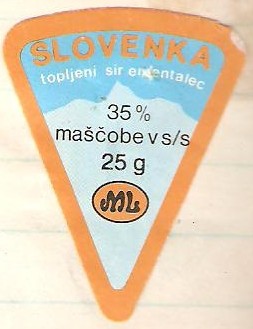 SLOVENKA
topljeni sir ementalec
35%
maščobe v s/s
25 g
ML